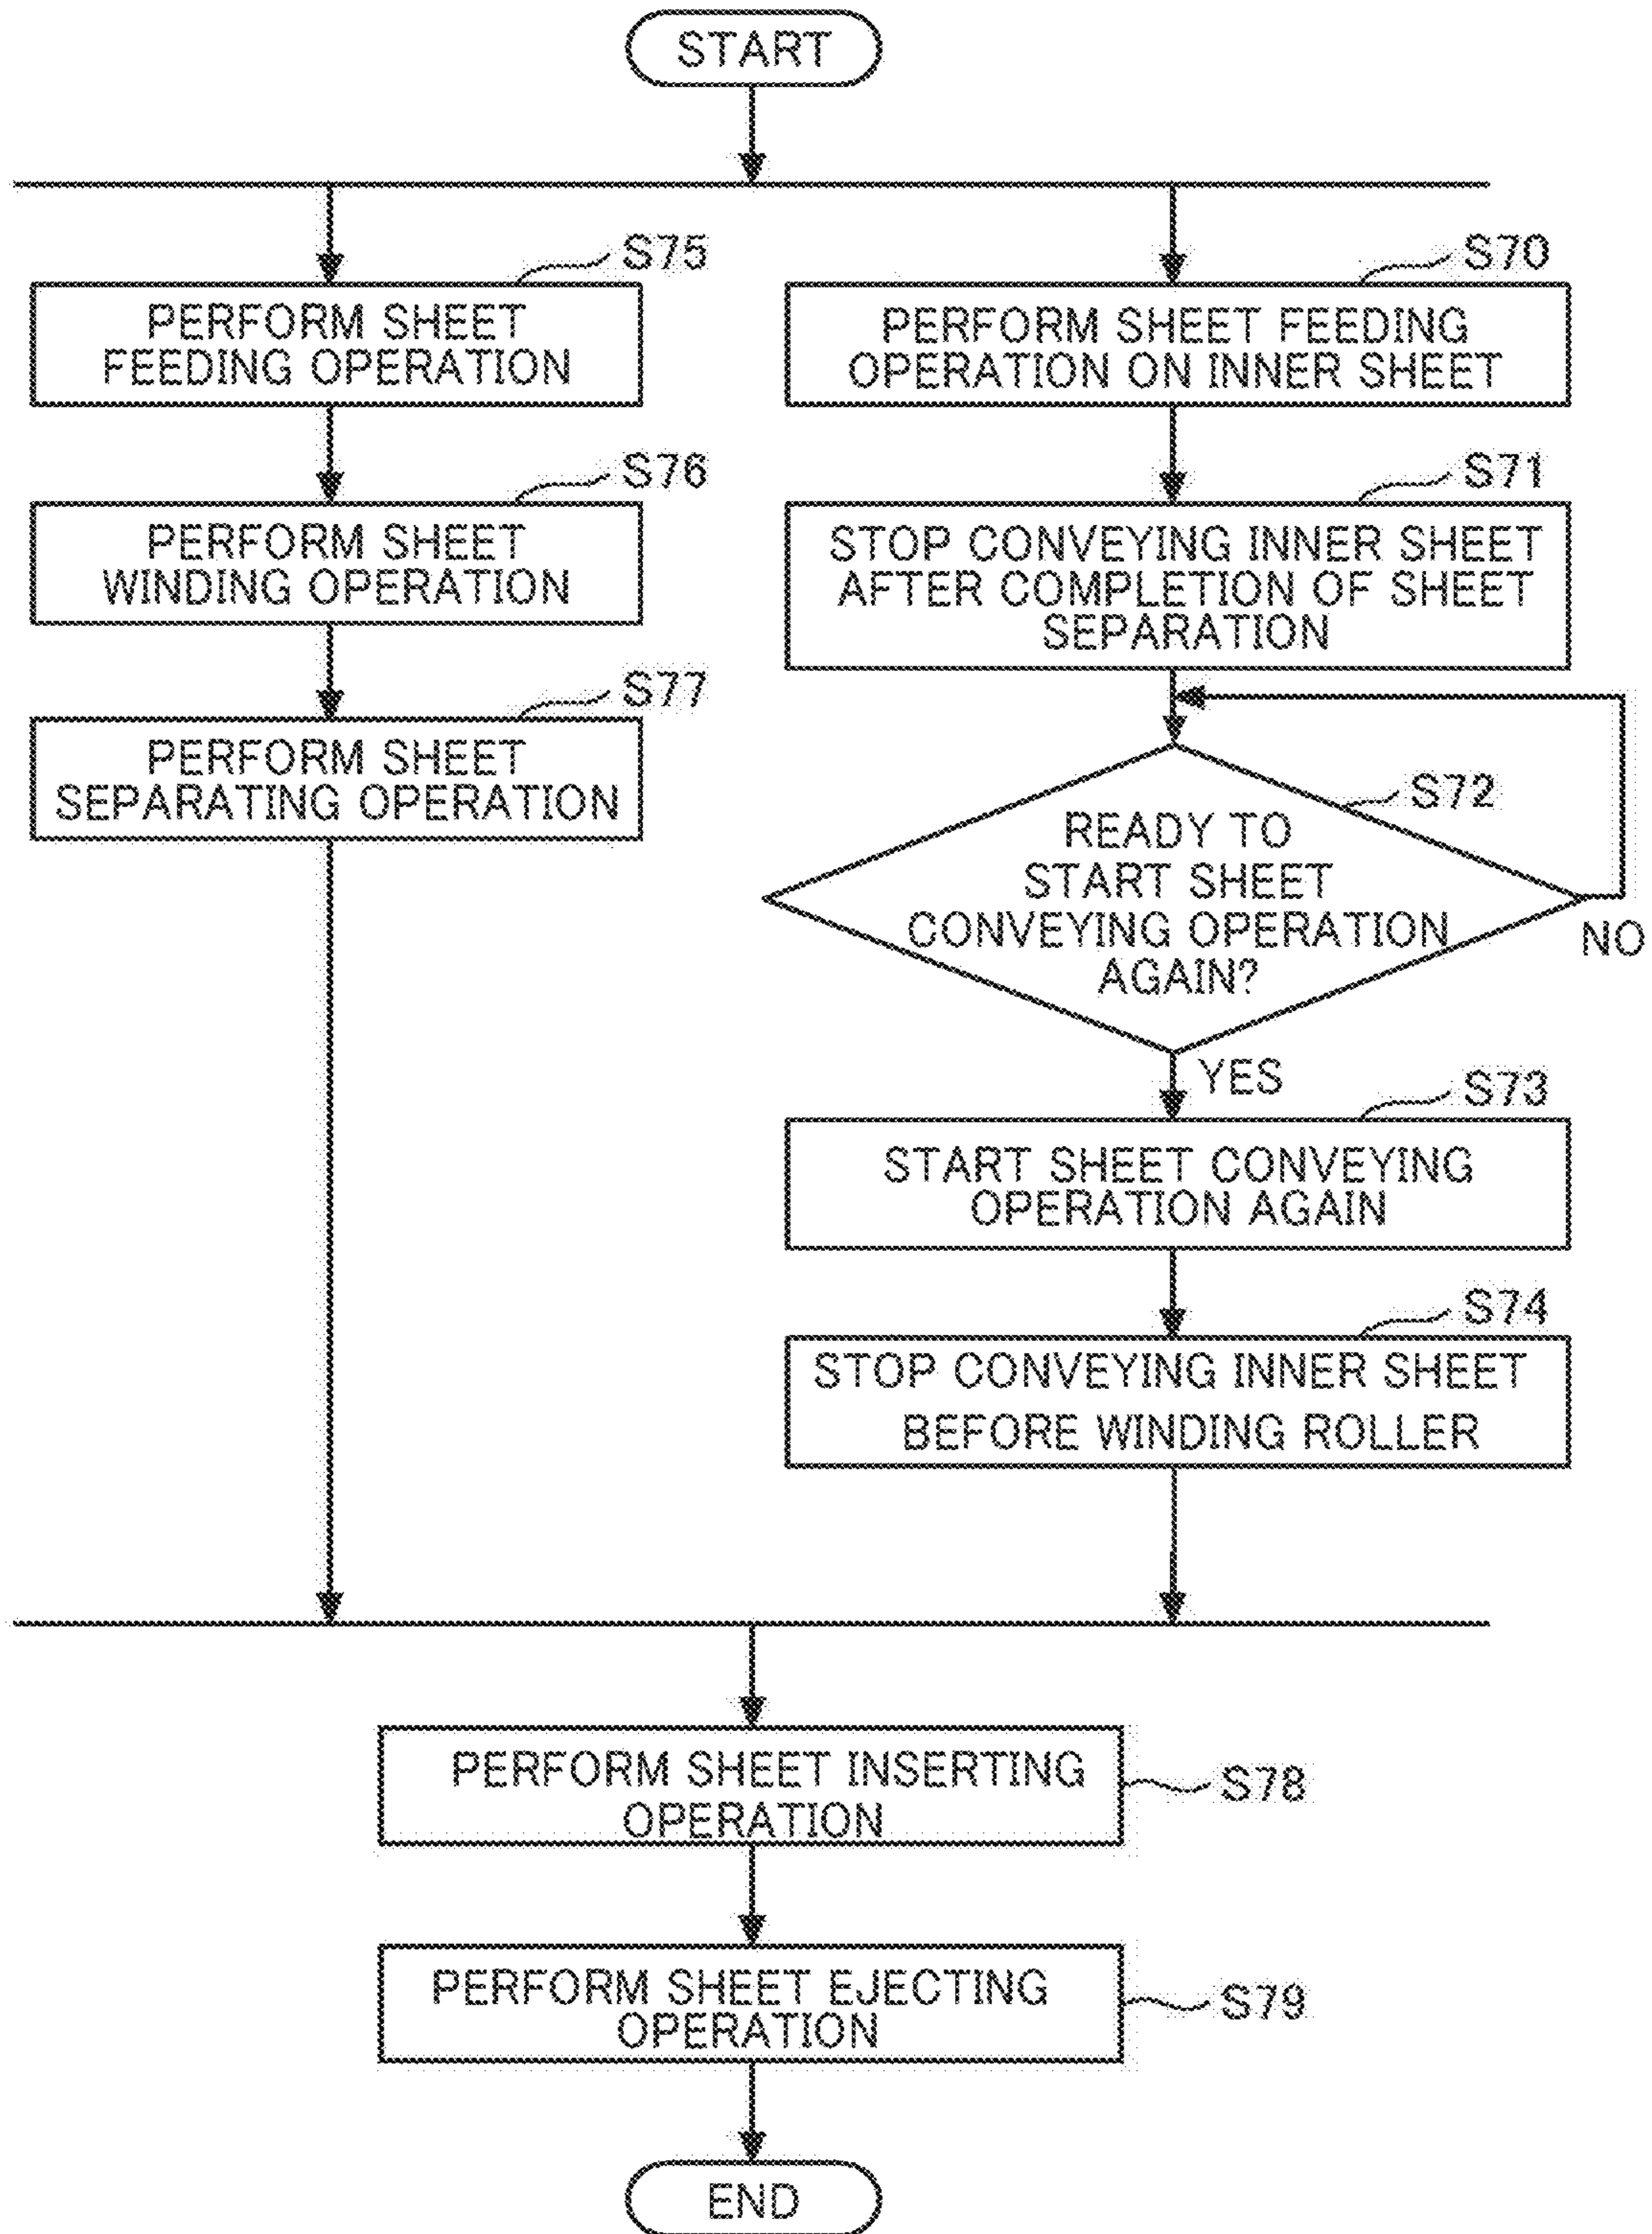 START
S75
PERFORM SHEET
FEEDING OPERATION
S76
PERFORM SHEET
WINDING OPERATION
S77
PERFORM SHEET
SEPARATING OPERATION
S70
PERFORM SHEET FEEDING
OPERATION ON INNER SHEET
S71
STOP CONVEYING INNER SHEET
AFTER COMPLETION OF SHEET
SEPARATION
S72
READY TO
START SHEET
CONVEYING OPERATION
AGAIN?
NO
YES
S73
START SHEET CONVEYING
OPERATION AGAIN
S74
STOP CONVEYING INNER SHEET
BEFORE WINDING ROLLER
PERFORM SHEET INSERTING
OPERATION
S78
PERFORM SHEET EJECTING
OPERATION
S79
END